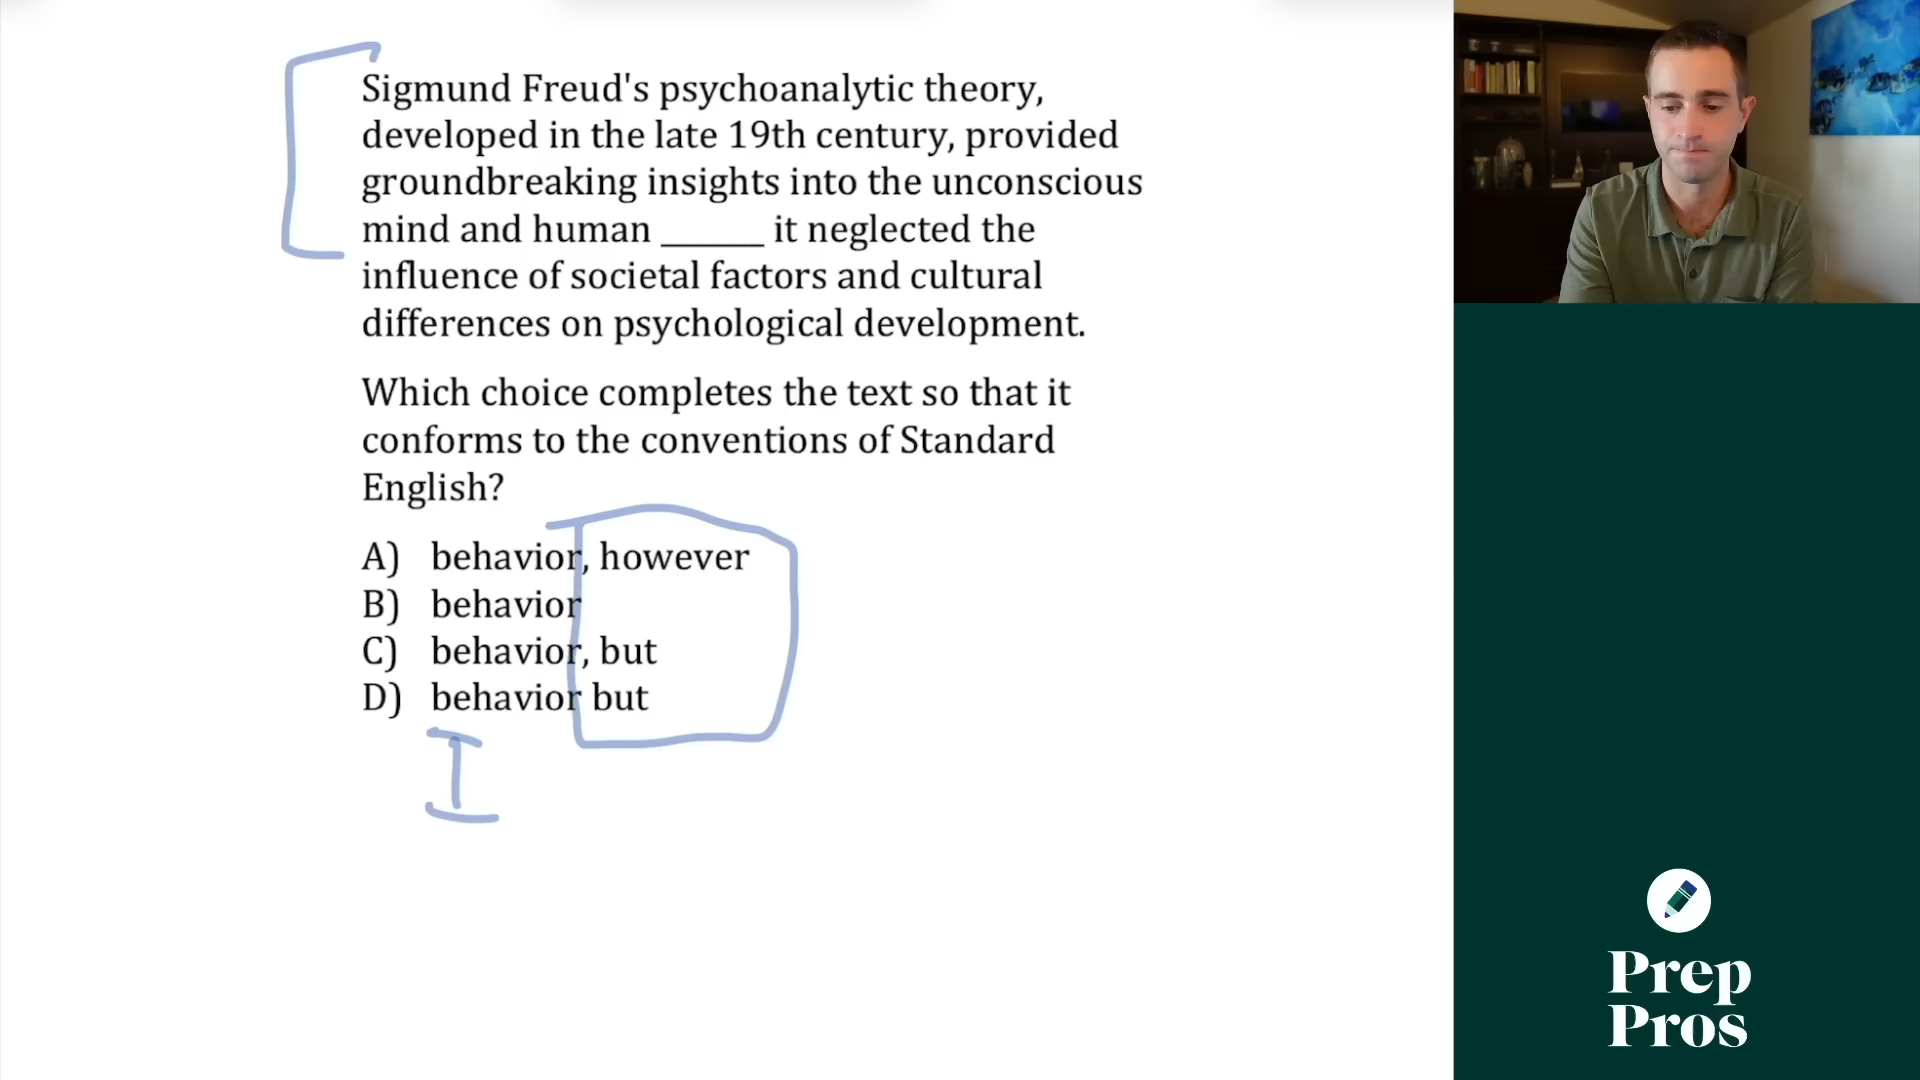 Sigmund Freud's psychoanalytic theory,
developed in the late 19th century, provided
groundbreaking insights into the unconscious
mind and human ______ it neglected the
influence of societal factors and cultural
differences on psychological development.
Which choice completes the text so that it
conforms to the conventions of Standard
English?
A) behavior, however
B) behavior
C) behavior, but
D) behavior but
I
Prep
Pros